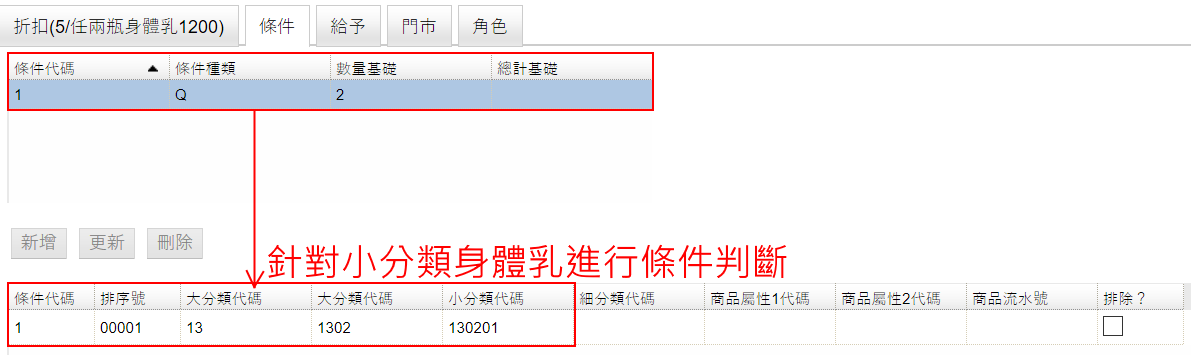 折扣(5/任兩瓶身體乳1200) 條件 給予 門市 角色
條件代碼 條件種類 數量基礎 總計基礎
1 Q 2
新增 更新 刪除
針對小分類身體乳進行條件判斷
條件代碼 排序號 大分類代碼 大分類代碼 小分類代碼 細分類代碼 商品屬性1代碼 商品屬性2代碼 商品流水號 排除？
1 00001 13 1302 130201